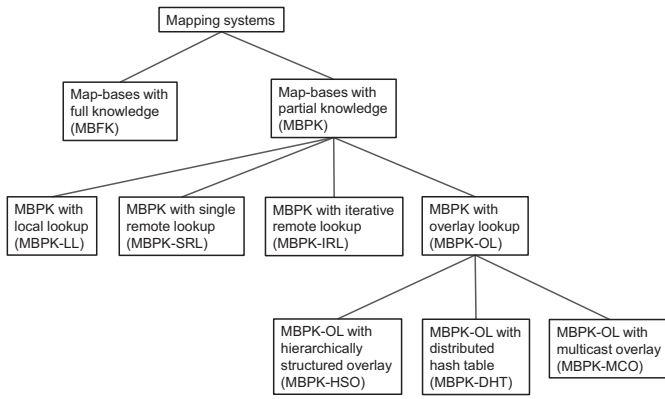 Mapping systems
Map-bases with
full knowledge
(MBFK)
Map-bases with
partial knowledge
(MBPK)
MBPK with
local lookup
(MBPK-LL)
MBPK with single
remote lookup
(MBPK-SRL)
MBPK with iterative
remote lookup
(MBPK-IRL)
MBPK with
overlay lookup
(MBPK-OL)
MBPK-OL with
hierarchically
structured overlay
(MBPK-HSO)
MBPK-OL with
distributed
hash table
(MBPK-DHT)
MBPK-OL with
multicast overlay
(MBPK-MCO)